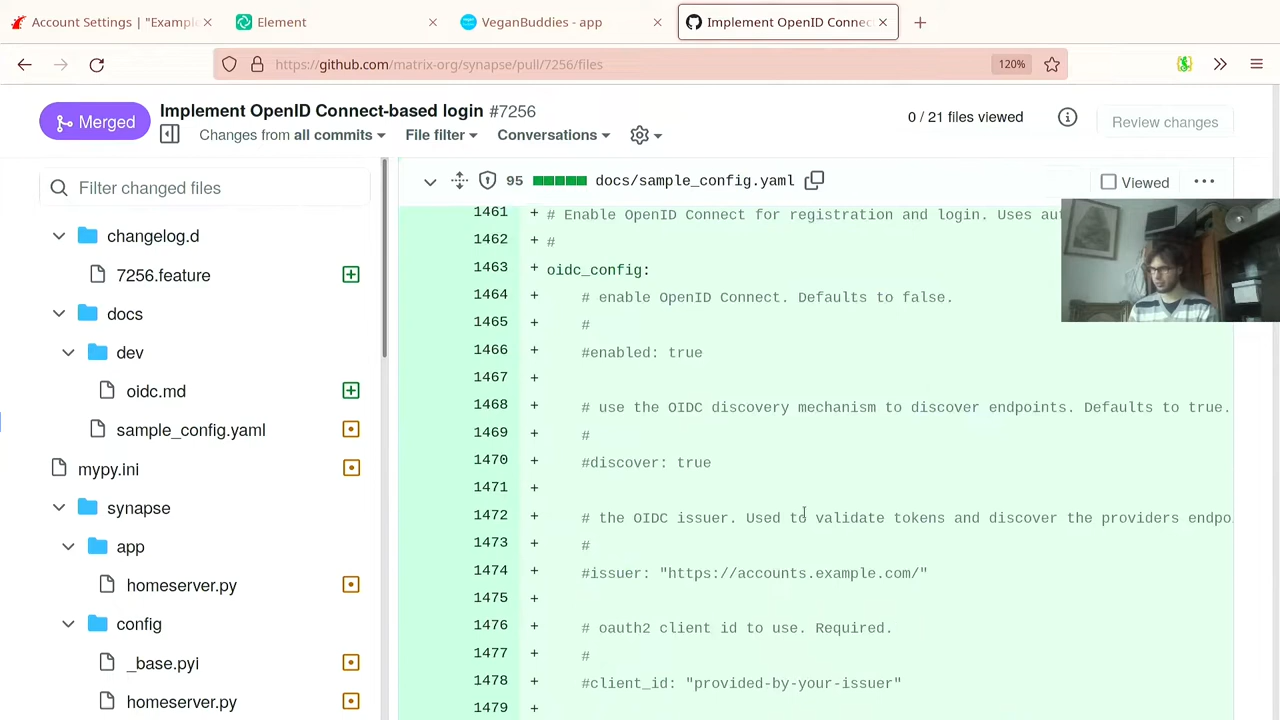 Account Settings | "Exampl
Element
VeganBuddies - app
Implement OpenID Connec
https://github.com/matrix-org/synapse/pull/7256/files
120%
Merged
Implement OpenID Connect-based login #7256
Changes from all commits
File filter
Conversations
0 / 21 files viewed
Review changes
Filter changed files
changelog.d
7256.feature
docs
dev
oidc.md
sample_config.yaml
mypy.ini
synapse
app
homeserver.py
config
_base.pyi
homeserver.py
95 docs/sample_config.yaml
Viewed
1461 + # Enable OpenID Connect for registration and login. Uses aut
1462 + #
1463 + oidc_config:
1464 + # enable OpenID Connect. Defaults to false.
1465 + #
1466 + #enabled: true
1467 +
1468 + # use the OIDC discovery mechanism to discover endpoints. Defaults to true.
1469 + #
1470 + #discover: true
1471 +
1472 + # the OIDC issuer. Used to validate tokens and discover the providers endpo
1473 + #
1474 + #issuer: "https://accounts.example.com/"
1475 +
1476 + # oauth2 client id to use. Required.
1477 + #
1478 + #client_id: "provided-by-your-issuer"
1479 +